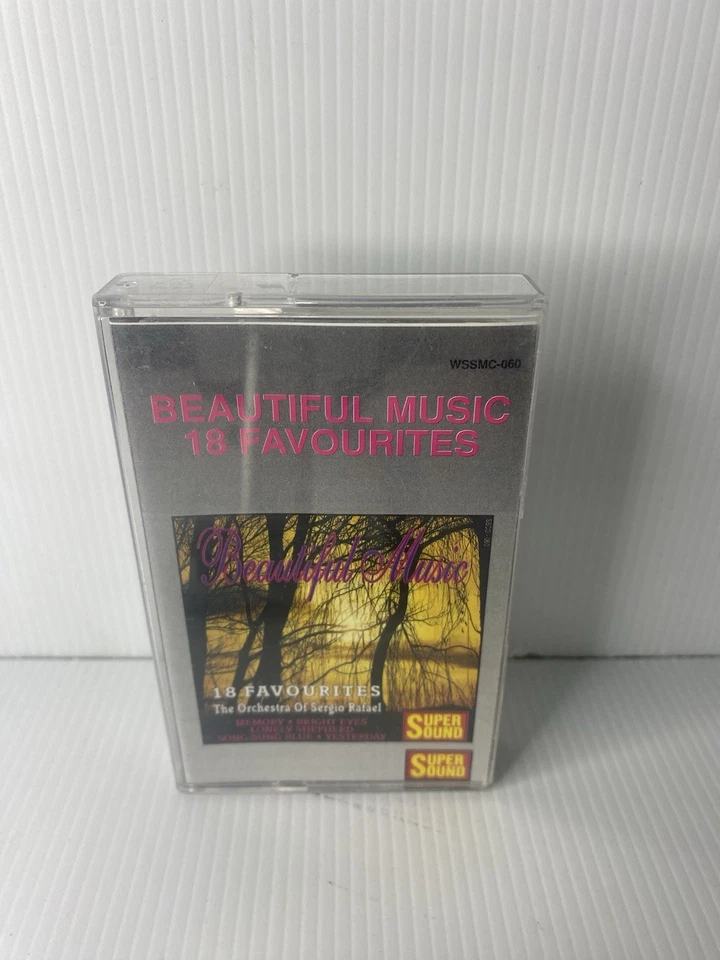 WSSMC-060
BEAUTIFUL MUSIC
18 FAVOURITES
Beautiful Music
18 FAVOURITES
The Orchestra Of Sergio Rafael
MEMORY • BRIGHT EYES
LONELY SHEPHERD
SONG SUNG BLUE • YESTERDAY
SUPER
SOUND
SUPER
SOUND